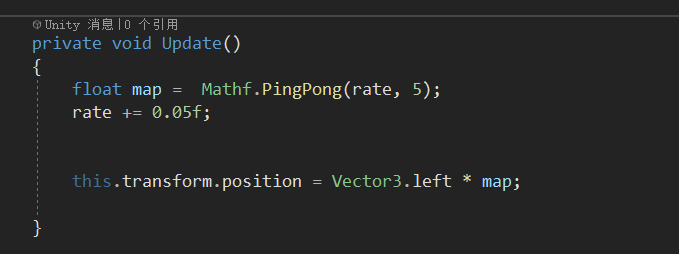 Unity 消息|0 个引用
private void Update()
{
float map =  Mathf.PingPong(rate, 5);
rate += 0.05f;
this.transform.position = Vector3.left * map;
}